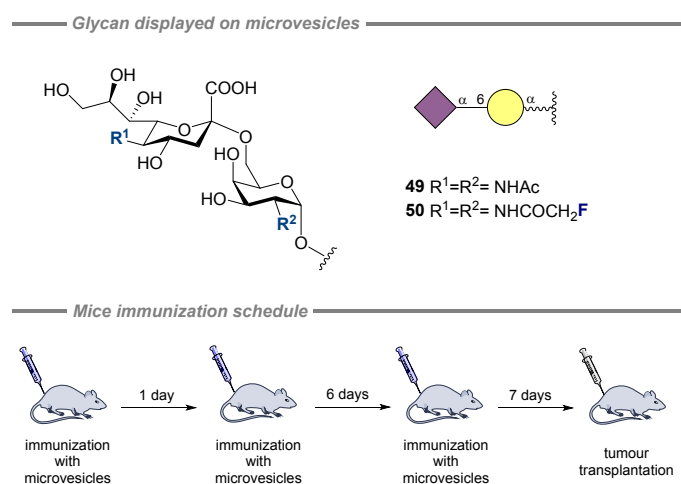 Glycan displayed on microvesicles
OH
HO
OH
COOH
O
R¹
HO
O
HO
O
HO
R²
O
α 6 α
49 R¹=R²= NHAc
50 R¹=R²= NHCOCH₂F
Mice immunization schedule
1 day
6 days
7 days
immunization
with
microvesicles
immunization
with
microvesicles
immunization
with
microvesicles
tumour
transplantation